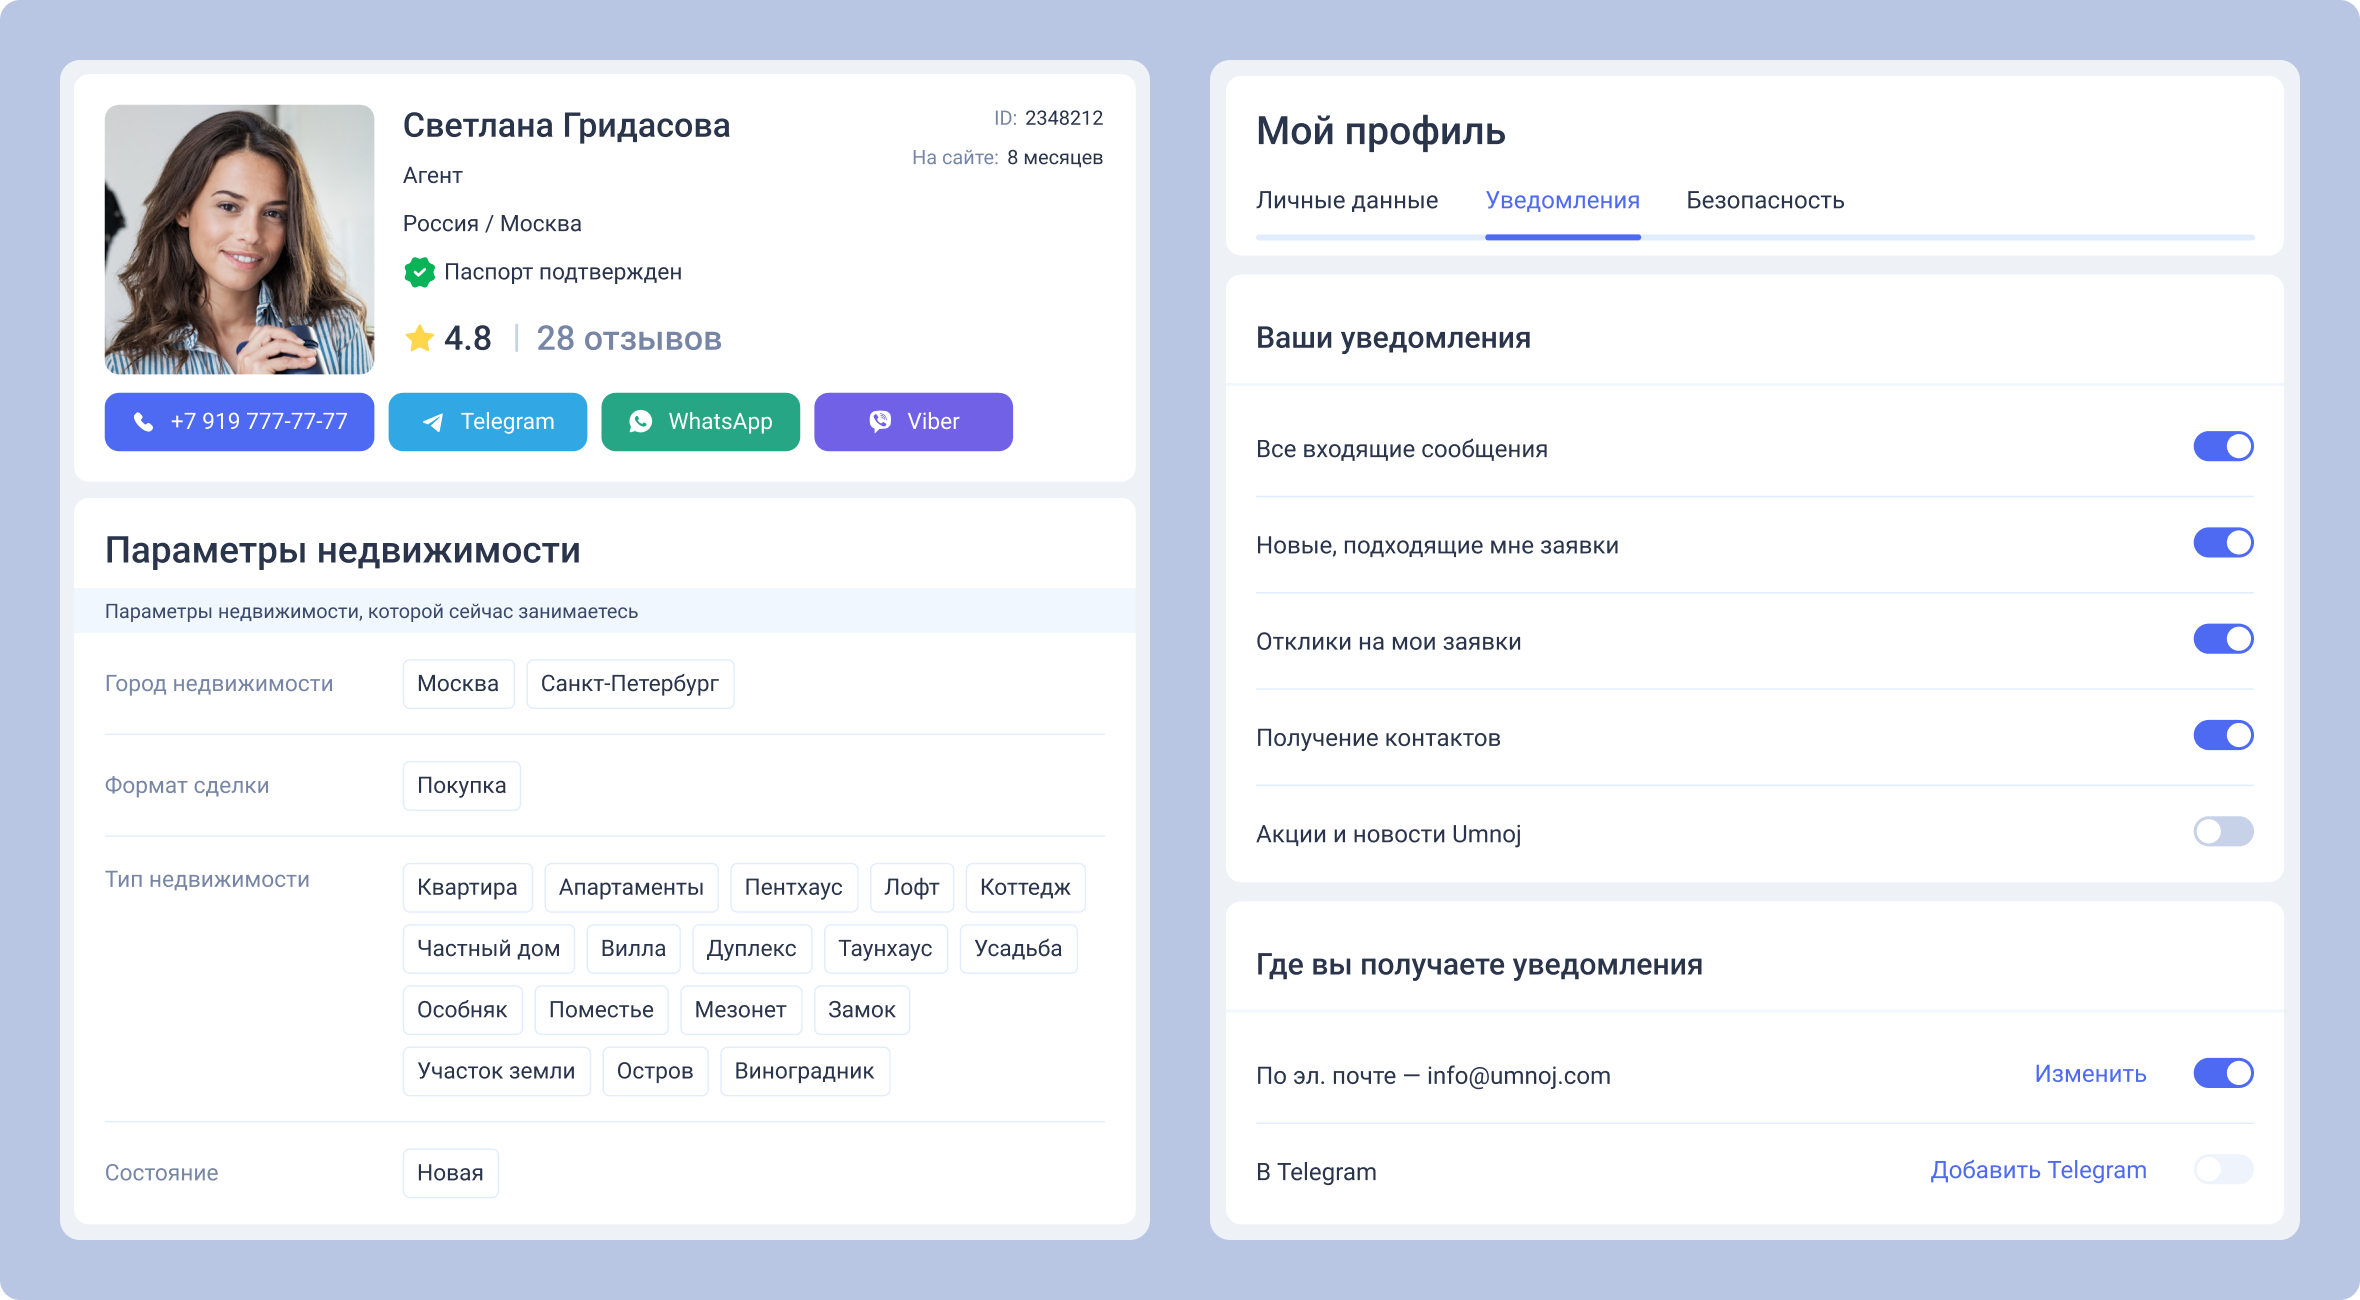 Светлана Гридасова
ID: 2348212
На сайте: 8 месяцев
Агент
Россия / Москва
Паспорт подтвержден
4.8 | 28 отзывов
+7 919 777-77-77
Telegram
WhatsApp
Viber
Параметры недвижимости
Параметры недвижимости, которой сейчас занимаетесь
Город недвижимости
Москва Санкт-Петербург
Формат сделки
Покупка
Тип недвижимости
Квартира Апартаменты Пентхаус Лофт Коттедж
Частный дом Вилла Дуплекс Таунхаус Усадьба
Особняк Поместье Мезонет Замок
Участок земли Остров Виноградник
Состояние
Новая
Мой профиль
Личные данные Уведомления Безопасность
Ваши уведомления
Все входящие сообщения
Новые, подходящие мне заявки
Отклики на мои заявки
Получение контактов
Акции и новости Umnoj
Где вы получаете уведомления
По эл. почте — info@umnoj.com Изменить
В Telegram Добавить Telegram